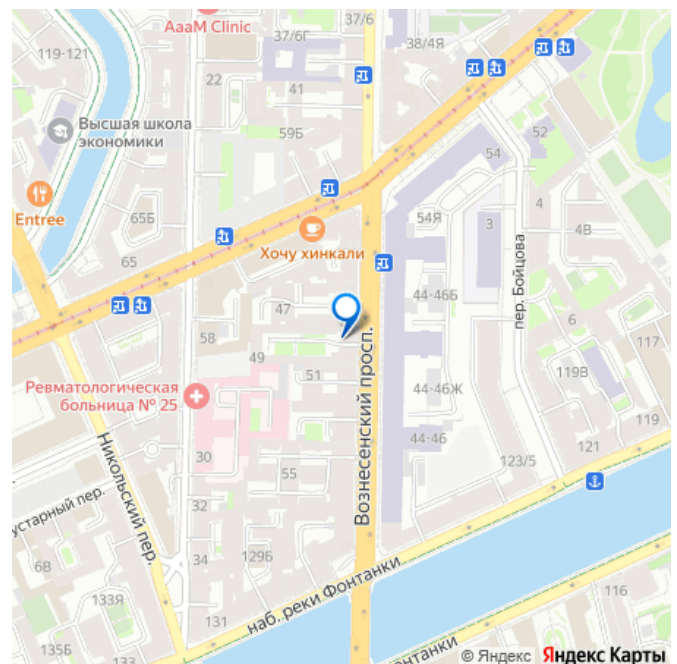 AaaM Clinic
37/6Г
37/6
38/4Я
119-121
22
41
Высшая школа
экономики
59Б
52
54
Entree
65Б
54Я
3
4
4В
65
Хочу хинкали
пер. Бойцова
47
44-46Б
58
6
117
49
51
119В
Ревматологическая
больница № 25
44-46Ж
Вознесенский просп.
119
44-46
121
30
123/5
55
Никольский пер.
устарный пер.
32
34
129Б
6В
наб. реки Фонтанки
116
133Я
131
135Б
онтанки
© Яндекс Яндекс Карты